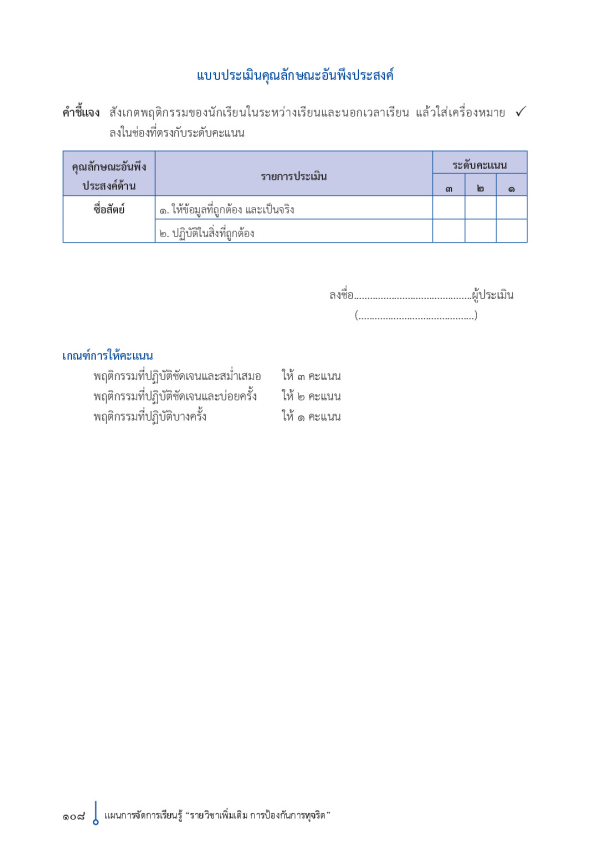 แบบประเมินคุณลักษณะอันพึงประสงค์
คำชี้แจง สังเกตพฤติกรรมของนักเรียนในระหว่างเรียนและนอกเวลาเรียน แล้วใส่เครื่องหมาย ✓
ลงในช่องที่ตรงกับระดับคะแนน
คุณลักษณะอันพึง
ประสงค์ด้าน
รายการประเมิน
ระดับคะแนน
๓ ๒ ๑
ซื่อสัตย์ ๑. ให้ข้อมูลที่ถูกต้อง และเป็นจริง
๒. ปฏิบัติในสิ่งที่ถูกต้อง
ลงชื่อ............................................ผู้ประเมิน
(...........................................)
เกณฑ์การให้คะแนน
พฤติกรรมที่ปฏิบัติชัดเจนและสม่ำเสมอ ให้ ๓ คะแนน
พฤติกรรมที่ปฏิบัติชัดเจนและบ่อยครั้ง ให้ ๒ คะแนน
พฤติกรรมที่ปฏิบัติบางครั้ง ให้ ๑ คะแนน
๑๐๘ แผนการจัดการเรียนรู้ “รายวิชาเพิ่มเติม การป้องกันการทุจริต”